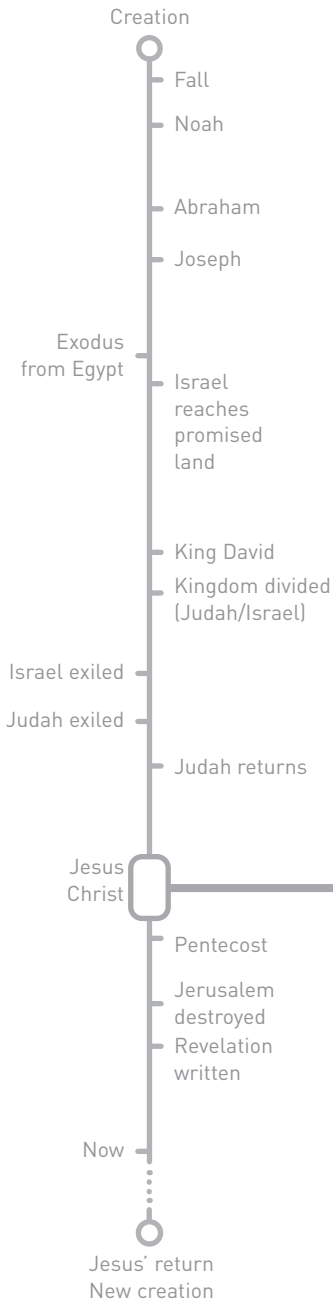 Creation
Fall
Noah
Abraham
Joseph
Exodus
from Egypt
Israel
reaches
promised
land
King David
Kingdom divided
(Judah/Israel)
Israel exiled
Judah exiled
Judah returns
Jesus
Christ
Pentecost
Jerusalem
destroyed
Revelation
written
Now
Jesus’ return
New creation